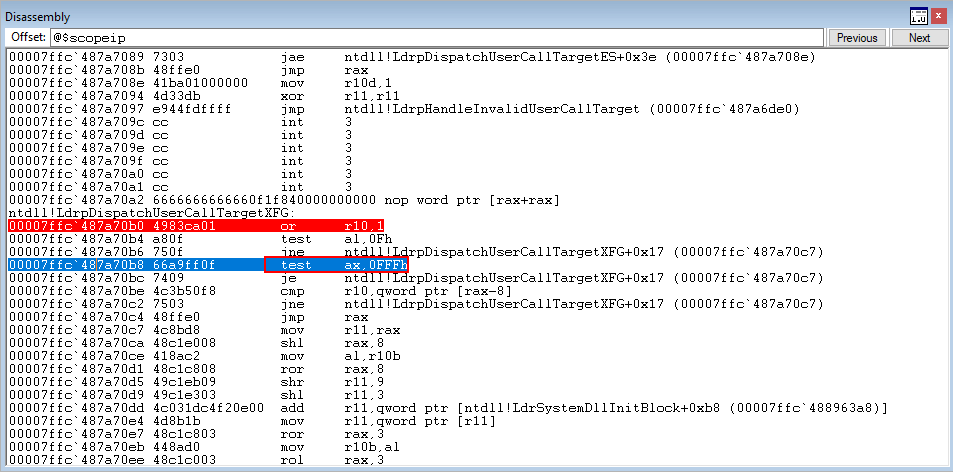 Disassembly
Offset: @$scopeip Previous Next
00007ffc`487a7089 7303 jae ntdll!LdrpDispatchUserCallTargetES+0x3e (00007ffc`487a708e)
00007ffc`487a708b 48ffe0 jmp rax
00007ffc`487a708e 41ba01000000 mov r10d,1
00007ffc`487a7094 4d33db xor r11,r11
00007ffc`487a7097 e944fdffff jmp ntdll!LdrpHandleInvalidUserCallTarget (00007ffc`487a6de0)
00007ffc`487a709c cc int 3
00007ffc`487a709d cc int 3
00007ffc`487a709e cc int 3
00007ffc`487a709f cc int 3
00007ffc`487a70a0 cc int 3
00007ffc`487a70a1 cc int 3
00007ffc`487a70a2 6666666666660f1f840000000000 nop word ptr [rax+rax]
ntdll!LdrpDispatchUserCallTargetXFG:
00007ffc`487a70b0 4983ca01 or r10,1
00007ffc`487a70b4 a80f test al,0Fh
00007ffc`487a70b6 750f jne ntdll!LdrpDispatchUserCallTargetXFG+0x17 (00007ffc`487a70c7)
00007ffc`487a70b8 66a9ff0f test ax,0FFFh
00007ffc`487a70bc 7409 je ntdll!LdrpDispatchUserCallTargetXFG+0x17 (00007ffc`487a70c7)
00007ffc`487a70be 4c3b50f8 cmp r10,qword ptr [rax-8]
00007ffc`487a70c2 7503 jne ntdll!LdrpDispatchUserCallTargetXFG+0x17 (00007ffc`487a70c7)
00007ffc`487a70c4 48ffe0 jmp rax
00007ffc`487a70c7 4c8bd8 mov r11,rax
00007ffc`487a70ca 48c1e008 shl rax,8
00007ffc`487a70ce 418ac2 mov al,r10b
00007ffc`487a70d1 48c1c808 ror rax,8
00007ffc`487a70d5 49c1eb09 shr r11,9
00007ffc`487a70d9 49c1e303 shl r11,3
00007ffc`487a70dd 4c031dc4f20e00 add r11,qword ptr [ntdll!LdrSystemDllInitBlock+0xb8 (00007ffc`488963a8)]
00007ffc`487a70e4 4d8b1b mov r11,qword ptr [r11]
00007ffc`487a70e7 48c1c803 ror rax,3
00007ffc`487a70eb 448ad0 mov r10b,al
00007ffc`487a70ee 48c1c003 rol rax,3